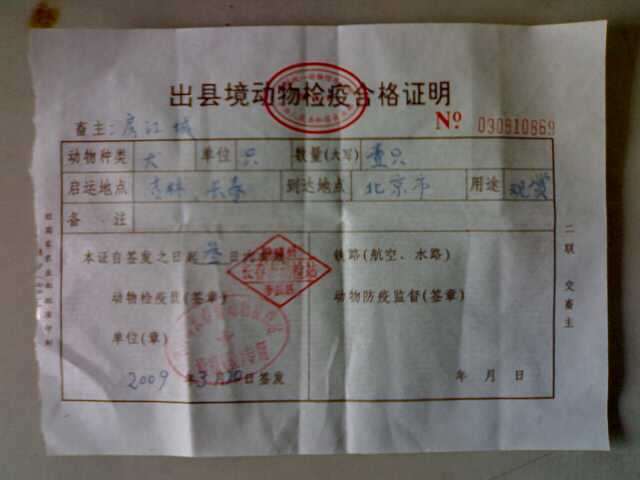 出县境动物检疫合格证明
畜主：房江城
№ 030810869
动物种类 犬 单位 只 数量(大写) 壹只
启运地点 吉林 长春 到达地点 北京市 用途 观赏
备 注
本证自签发之日起叁日内有效
铁路(航空、水路)
动物检疫员(签章)
动物防疫监督(签章)
单位(章)
2009 年 3 月 20 日签发
年 月 日
二联 交畜主